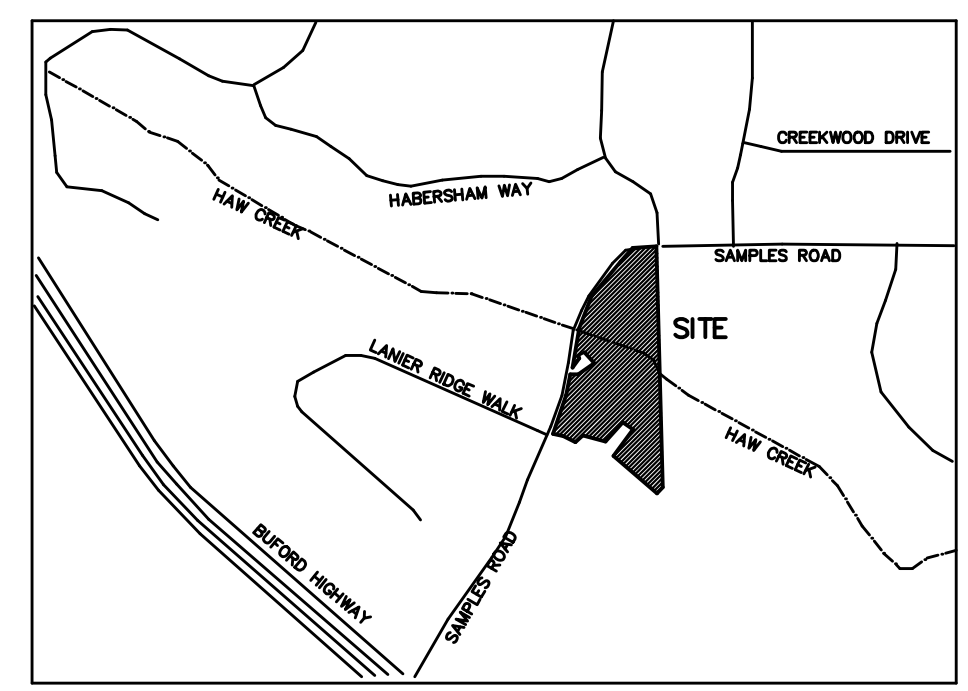 CREEKWOOD DRIVE
HABERSHAM WAY
HAW CREEK
SAMPLES ROAD
SITE
LANIER RIDGE WALK
HAW CREEK
BUFORD HIGHWAY
SAMPLES ROAD